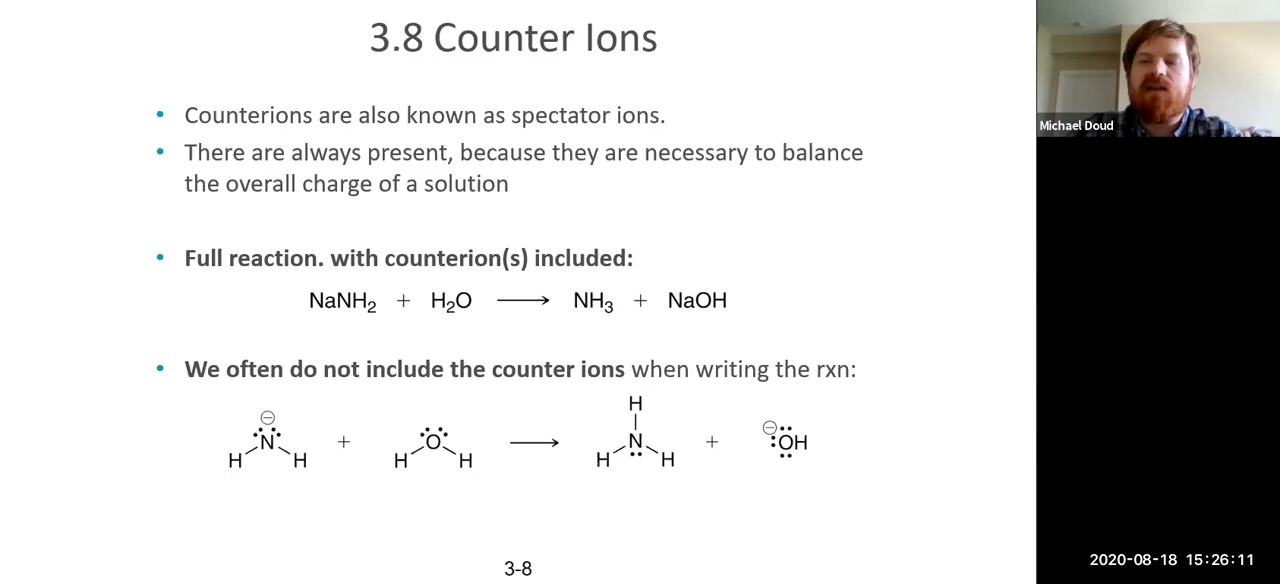 3.8 Counter Ions
Michael Doud
• Counterions are also known as spectator ions.
• There are always present, because they are necessary to balance
the overall charge of a solution
• Full reaction. with counterion(s) included:
NaNH₂ + H₂O ⟶ NH₃ + NaOH
• We often do not include the counter ions when writing the rxn:
H
⊖ N H H + O H H ⟶ N H H + ⊖ OH
3-8
2020-08-18 15:26:11